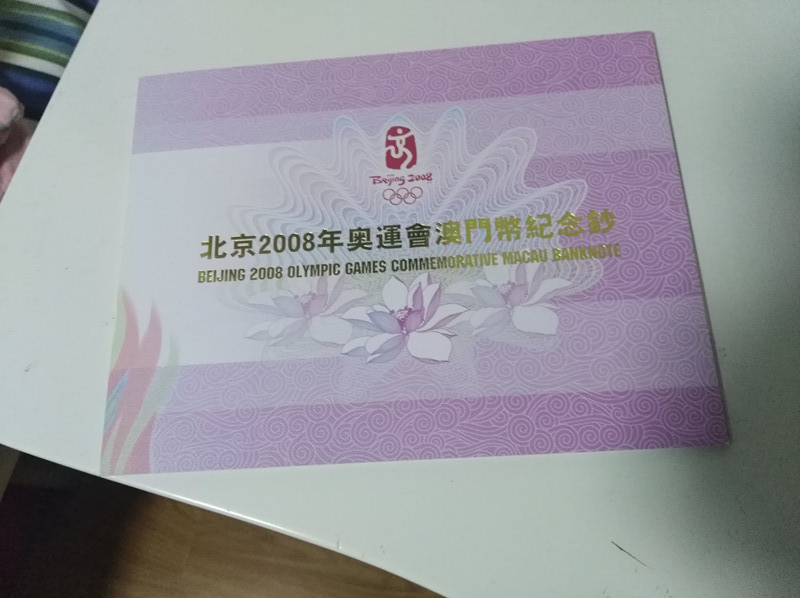 Beijing 2008
北京2008年奧運會澳門幣紀念鈔
BEIJING 2008 OLYMPIC GAMES COMMEMORATIVE MACAU BANKNOTE